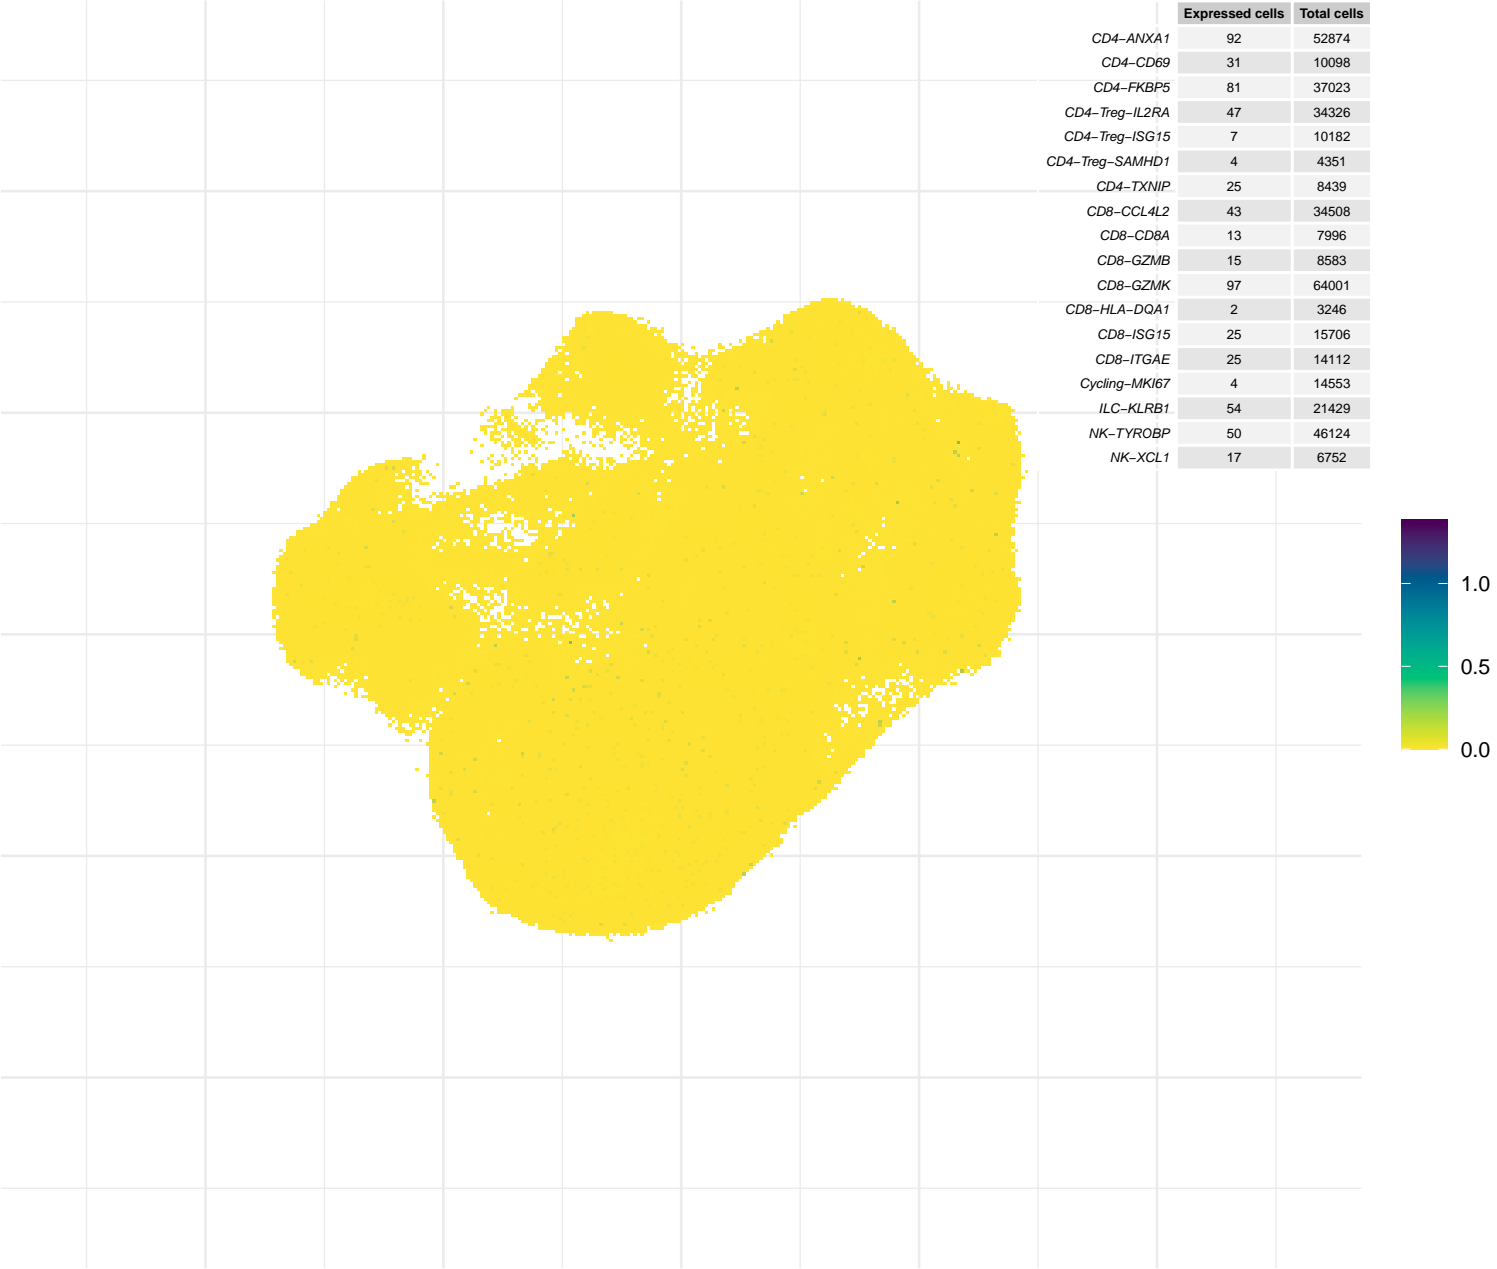 Expressed cells Total cells
CD4−ANXA1 92 52874
CD4−CD69 31 10098
CD4−FKBP5 81 37023
CD4−Treg−IL2RA 47 34326
CD4−Treg−ISG15 7 10182
CD4−Treg−SAMHD1 4 4351
CD4−TXNIP 25 8439
CD8−CCL4L2 43 34508
CD8−CD8A 13 7996
CD8−GZMB 15 8583
CD8−GZMK 97 64001
CD8−HLA−DQA1 2 3246
CD8−ISG15 25 15706
CD8−ITGAE 25 14112
Cycling−MKI67 4 14553
ILC−KLRB1 54 21429
NK−TYROBP 50 46124
NK−XCL1 17 6752
1.0
0.5
0.0